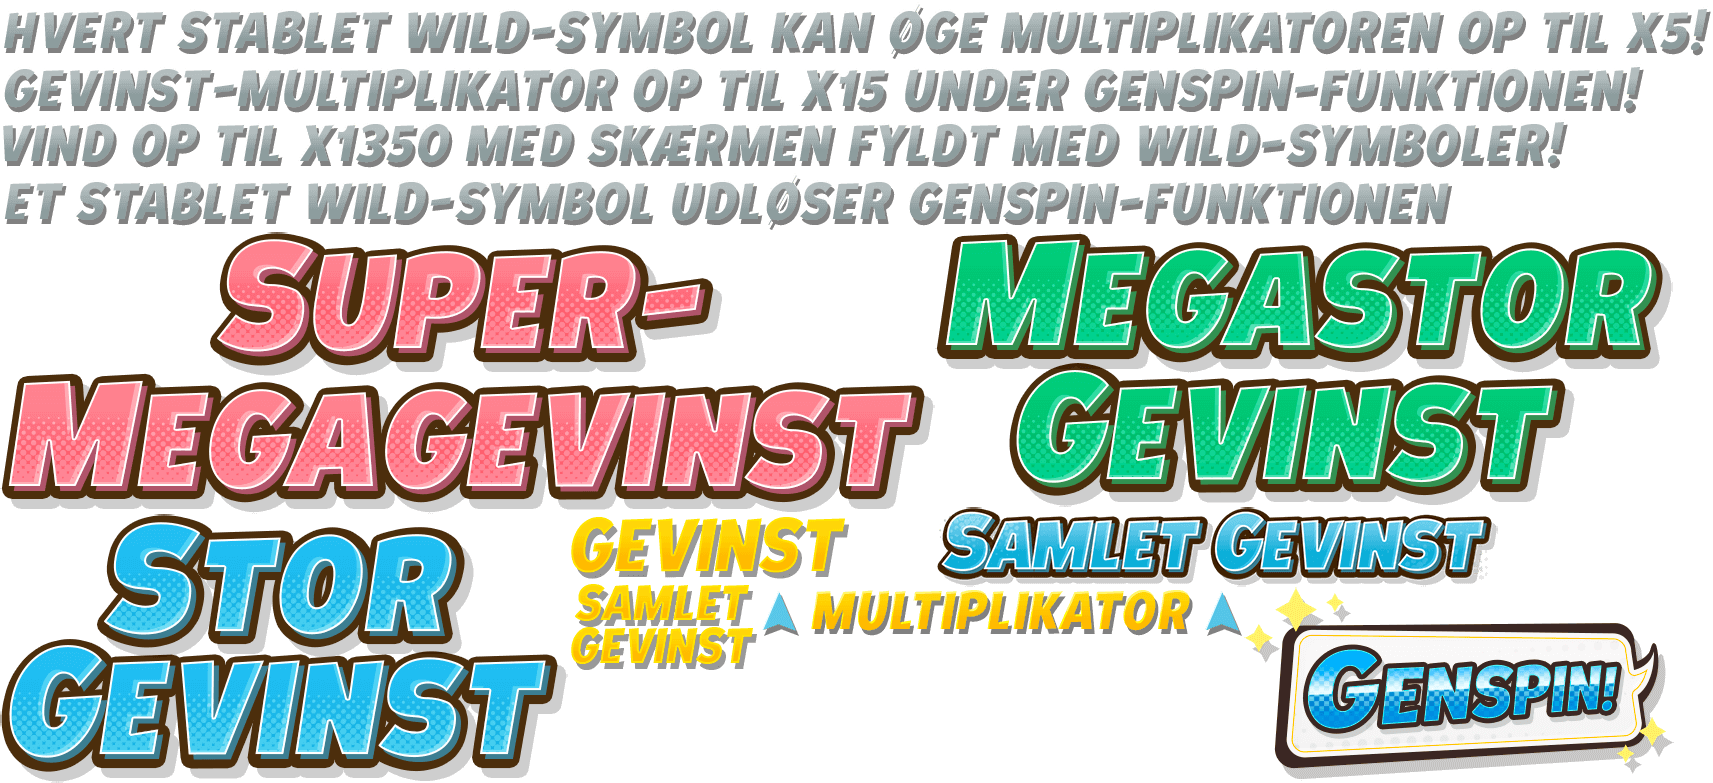 HVERT STABLET WILD-SYMBOL KAN ØGE MULTIPLIKATOREN OP TIL X5!
GEVINST-MULTIPLIKATOR OP TIL X15 UNDER GENSPIN-FUNKTIONEN!
VIND OP TIL X1350 MED SKÆRMEN FYLDT MED WILD-SYMBOLER!
ET STABLET WILD-SYMBOL UDLØSER GENSPIN-FUNKTIONEN
SUPER-
MEGAGEVINST
MEGASTOR
GEVINST
STOR
GEVINST
GEVINST
SAMLET
GEVINST
SAMLET GEVINST
MULTIPLIKATOR
GENSPIN!